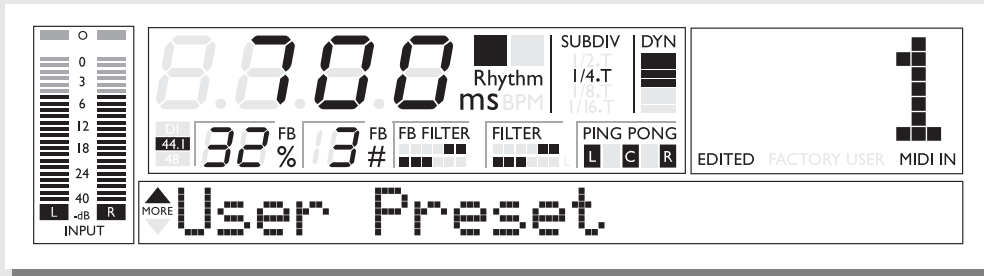 O
0
3
6
12
18
24
40
L -dB R
INPUT
700
ms BPM
Rhythm
SUBDIV
1/2.T
1/4.T
1/8.T
1/16.T
DYN
DI
44.1
48
32 FB %
3 FB #
FB FILTER
FILTER
L
PING PONG
L C R
1
EDITED FACTORY USER MIDI IN
MORE
User Preset